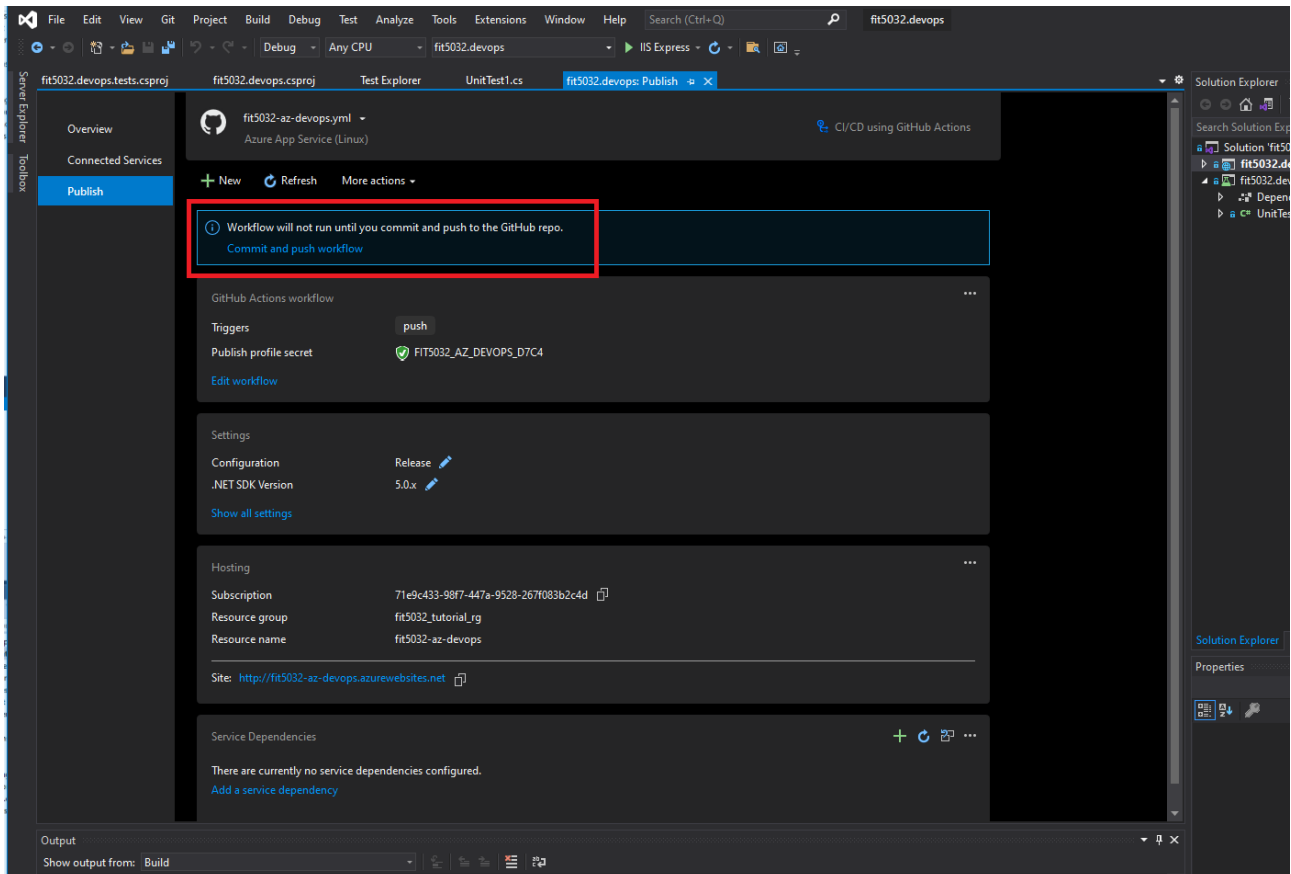 File Edit View Git Project Build Debug Test Analyze Tools Extensions Window Help Search (Ctrl+Q) fit5032.devops
Debug Any CPU fit5032.devops IIS Express
Server Explorer
Toolbox
fit5032.devops.tests.csproj fit5032.devops.csproj Test Explorer UnitTest1.cs fit5032.devops: Publish
Overview
Connected Services
Publish
fit5032-az-devops.yml
Azure App Service (Linux)
CI/CD using GitHub Actions
New Refresh More actions
Workflow will not run until you commit and push to the GitHub repo.
Commit and push workflow
GitHub Actions workflow
Triggers push
Publish profile secret FIT5032_AZ_DEVOPS_D7C4
Edit workflow
Settings
Configuration Release
.NET SDK Version 5.0.x
Show all settings
Hosting
Subscription 71e9c433-98f7-447a-9528-267f083b2c4d
Resource group fit5032_tutorial_rg
Resource name fit5032-az-devops
Site: http://fit5032-az-devops.azurewebsites.net
Service Dependencies
There are currently no service dependencies configured.
Add a service dependency
Output
Show output from: Build
Solution Explorer
Search Solution Exp
Solution 'fit50
fit5032.de
fit5032.dev
Depend
C# UnitTes
Solution Explorer
Properties